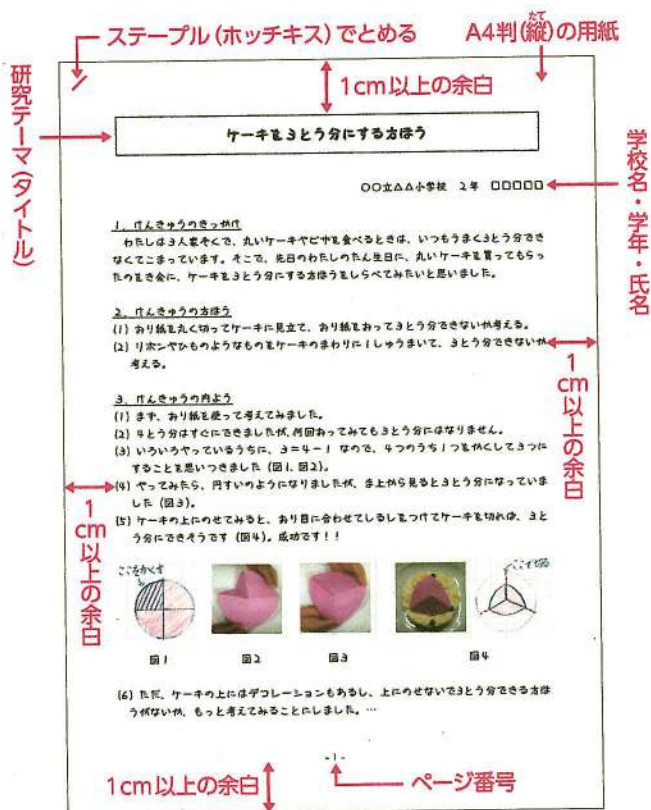 ステープル(ホッチキス)でとめる
A4判(縦)の用紙
たて
1cm以上の余白
研究テーマ(タイトル)
ケーキを3とう分にする方ほう
〇〇立△△小学校 2年 □□□□□
学校名・学年・氏名
1. けんきゅうのきっかけ
わたしは3人家ぞくで、丸いケーキやピザを食べるときは、いつもうまく3とう分でき
なくてこまっています。そこで、先日のわたしのたん生日に、丸いケーキを買ってもらっ
たのをき会に、ケーキを3とう分にする方ほうをしらべてみたいと思いました。
2. けんきゅうの方ほう
(1) おり紙を丸く切ってケーキに見立て、おり紙をおって3とう分できないか考える。
(2) リボンやひものようなものをケーキのまわりに1しゅうまいて、3とう分できないか
考える。
1cm以上の余白
3. けんきゅうの内よう
(1) まず、おり紙を使って考えてみました。
(2) 4とう分はすぐにできましたが、何回おってみても3とう分にはなりません。
(3) いろいろやっているうちに、3=4-1 なので、4つのうち1つをかくして3つに
することを思いつきました(図1、図2)。
(4) やってみたら、円すいのようになりましたが、ま上から見ると3とう分になっていま
した(図3)。
(5) ケーキの上にのせてみると、おり目に合わせてしるしをつけてケーキを切れば、3と
う分にできそうです(図4)。成功です!!
1cm以上の余白
ここをかくす
ここで切る
図1 図2 図3 図4
(6) ただ、ケーキの上にはデコレーションもあるし、上にのせないで3とう分できる方ほ
うがないか、もっと考えてみることにしました。…
-1-
1cm以上の余白
ページ番号